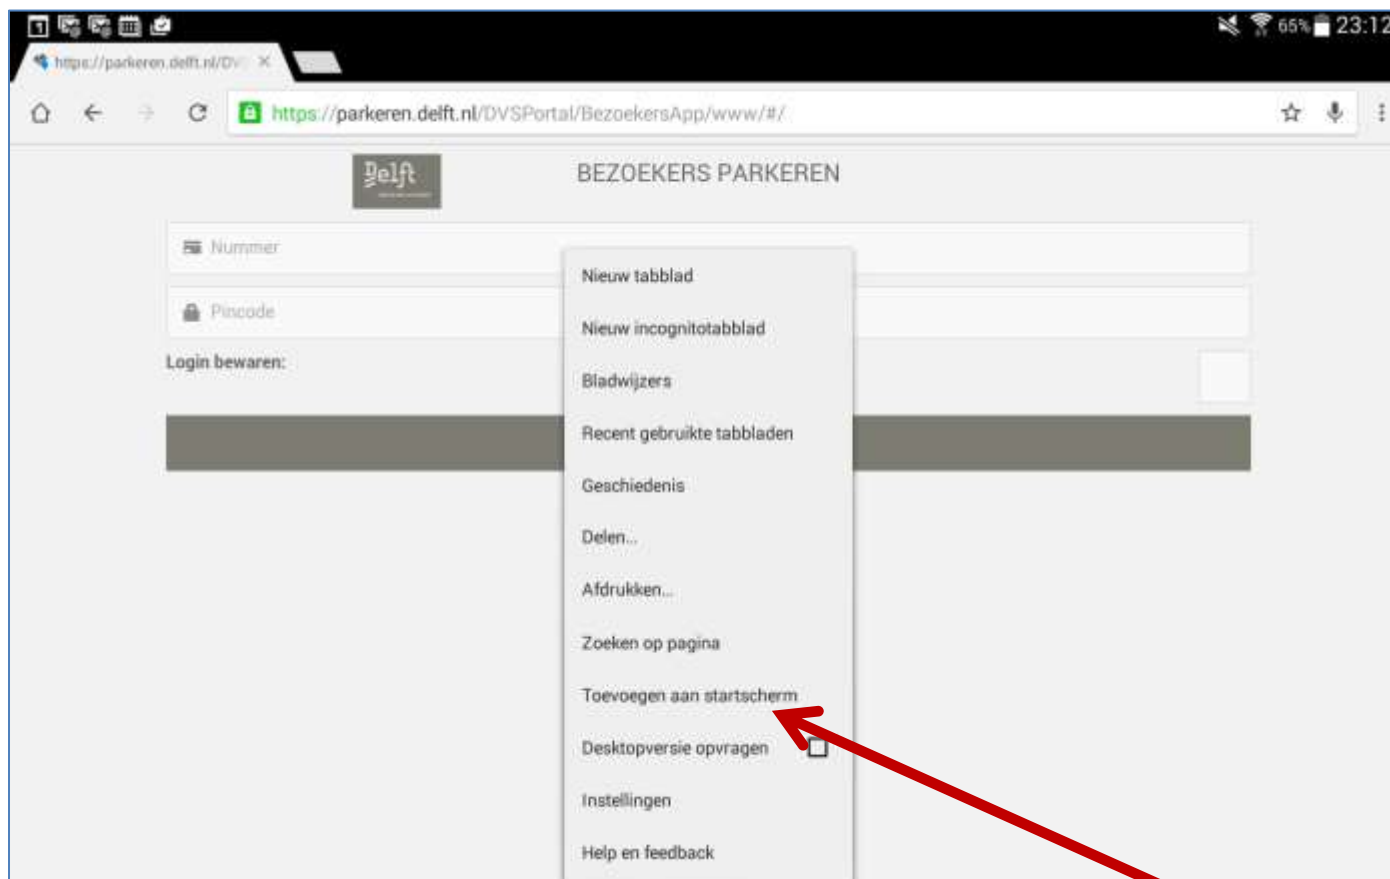 1
65% 23:12
https://parkeren.delft.nl/DV
https://parkeren.delft.nl/DVSPortal/BezoekersApp/www/#/
Delft
BEZOEKERS PARKEREN
Nummer
Pincode
Login bewaren:
Nieuw tabblad
Nieuw incognitotabblad
Bladwijzers
Recent gebruikte tabbladen
Geschiedenis
Delen...
Afdrukken...
Zoeken op pagina
Toevoegen aan startscherm
Desktopversie opvragen
Instellingen
Help en feedback